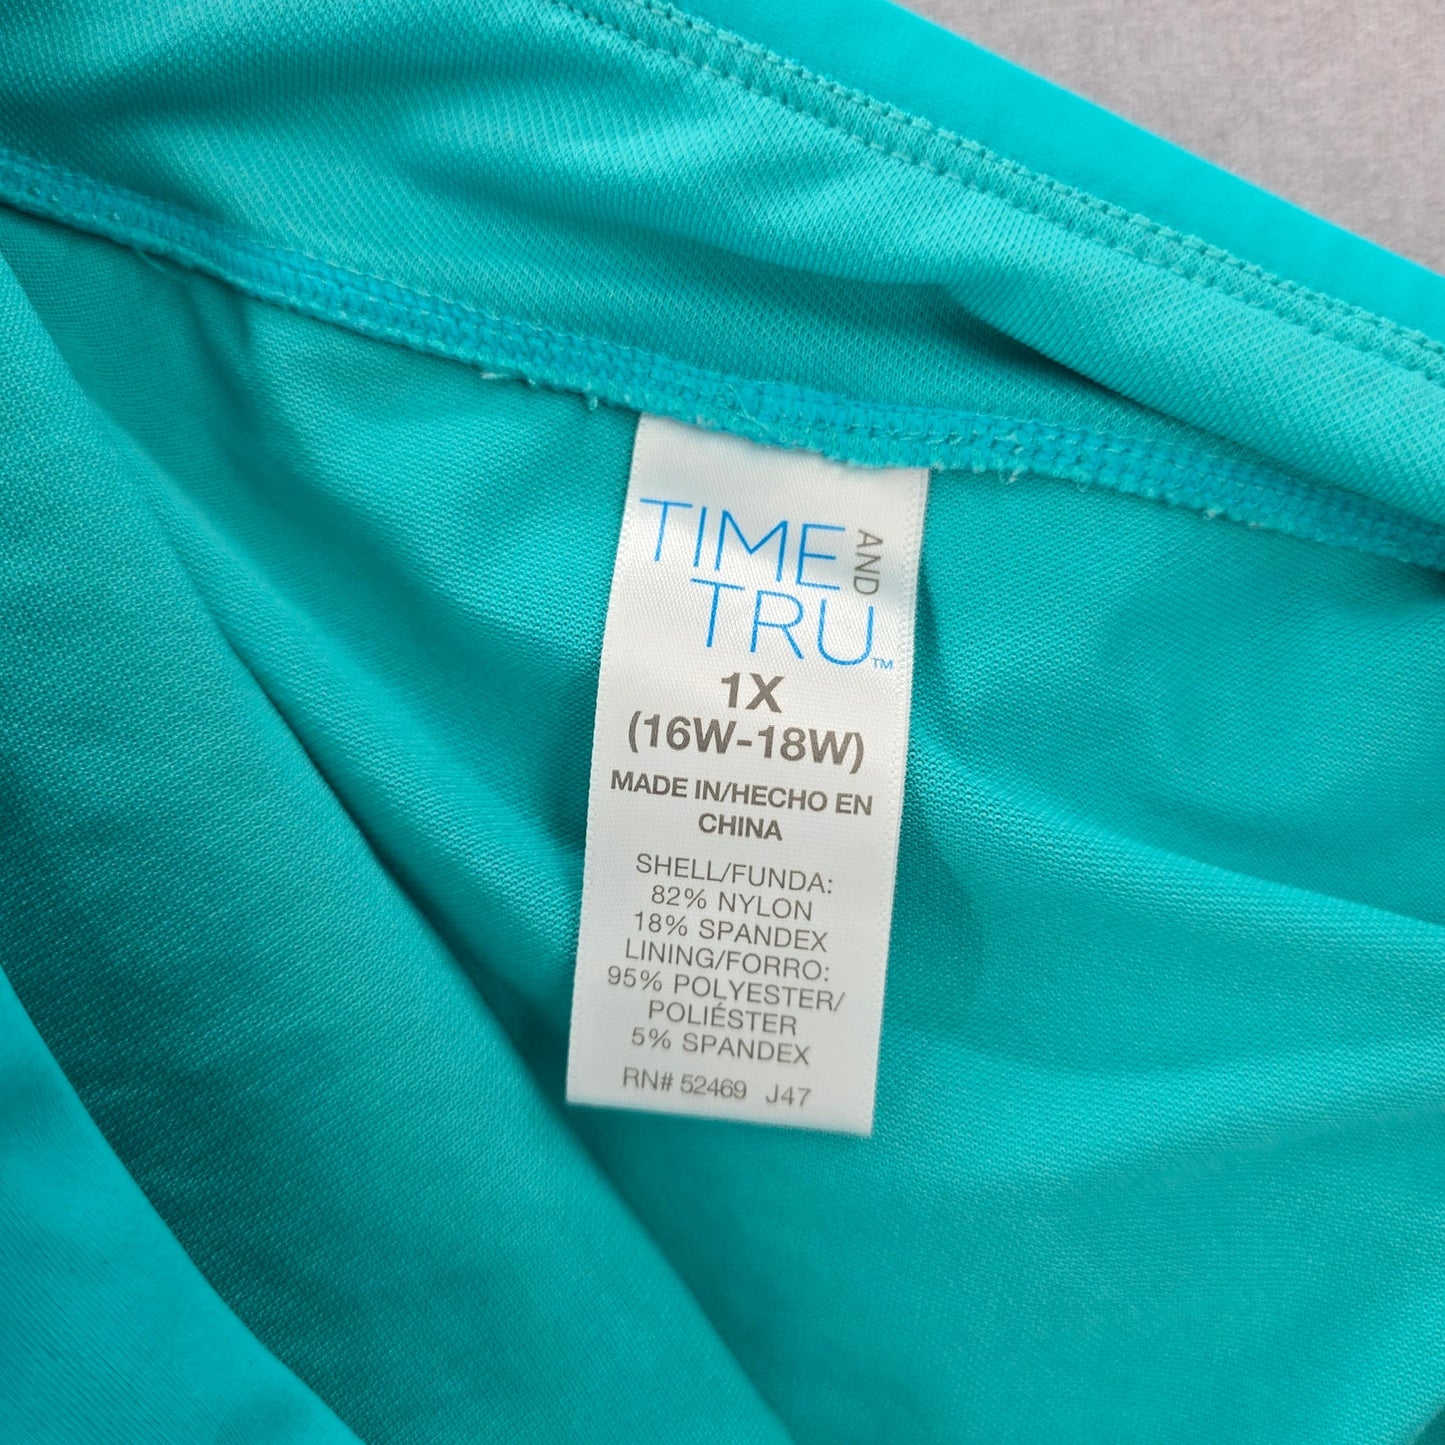 TIME AND
TRU™
1X
(16W-18W)
MADE IN/HECHO EN
CHINA
SHELL/FUNDA:
82% NYLON
18% SPANDEX
LINING/FORRO:
95% POLYESTER/
POLIÉSTER
5% SPANDEX
RN# 52469 J47